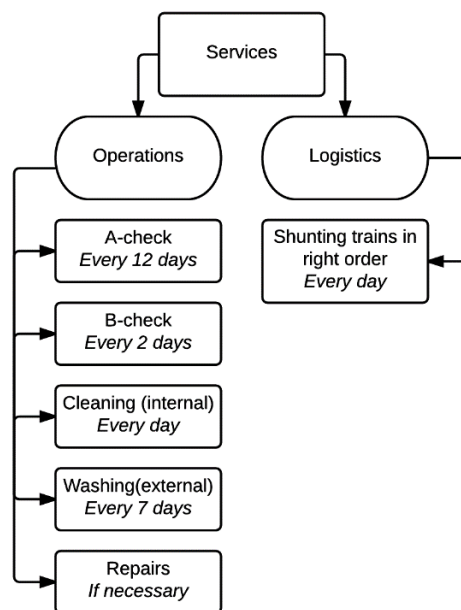 Services
Operations
Logistics
A-check
Every 12 days
Shunting trains in
right order
Every day
B-check
Every 2 days
Cleaning (internal)
Every day
Washing(external)
Every 7 days
Repairs
If necessary